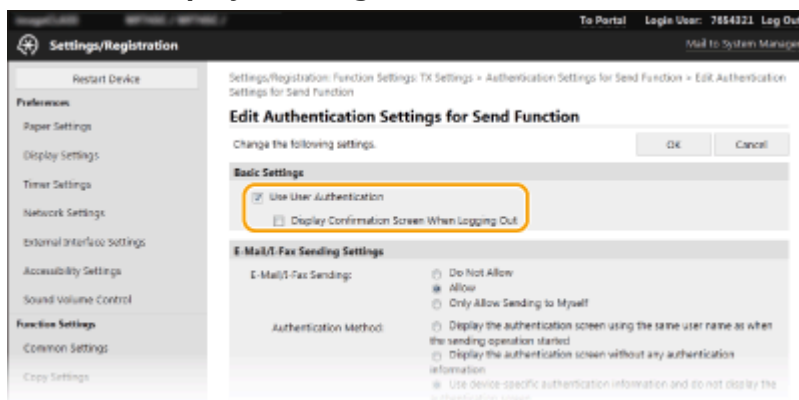 To Portal Login User: 7654321 Log Out
Settings/Registration
Mail to System Manager
Restart Device
Preferences
Paper Settings
Display Settings
Timer Settings
Network Settings
External Interface Settings
Accessibility Settings
Sound Volume Control
Function Settings
Common Settings
Copy Settings
Settings/Registration: Function Settings: TX Settings > Authentication Settings for Send Function > Edit Authentication
Settings for Send Function
Edit Authentication Settings for Send Function
Change the following settings.
OK Cancel
Basic Settings
Use User Authentication
Display Confirmation Screen When Logging Out
E-Mail/I-Fax Sending Settings
E-Mail/I-Fax Sending:
Do Not Allow
Allow
Only Allow Sending to Myself
Authentication Method:
Display the authentication screen using the same user name as when
the sending operation started
Display the authentication screen without any authentication
information
Use device-specific authentication information and do not display the
authentication screen